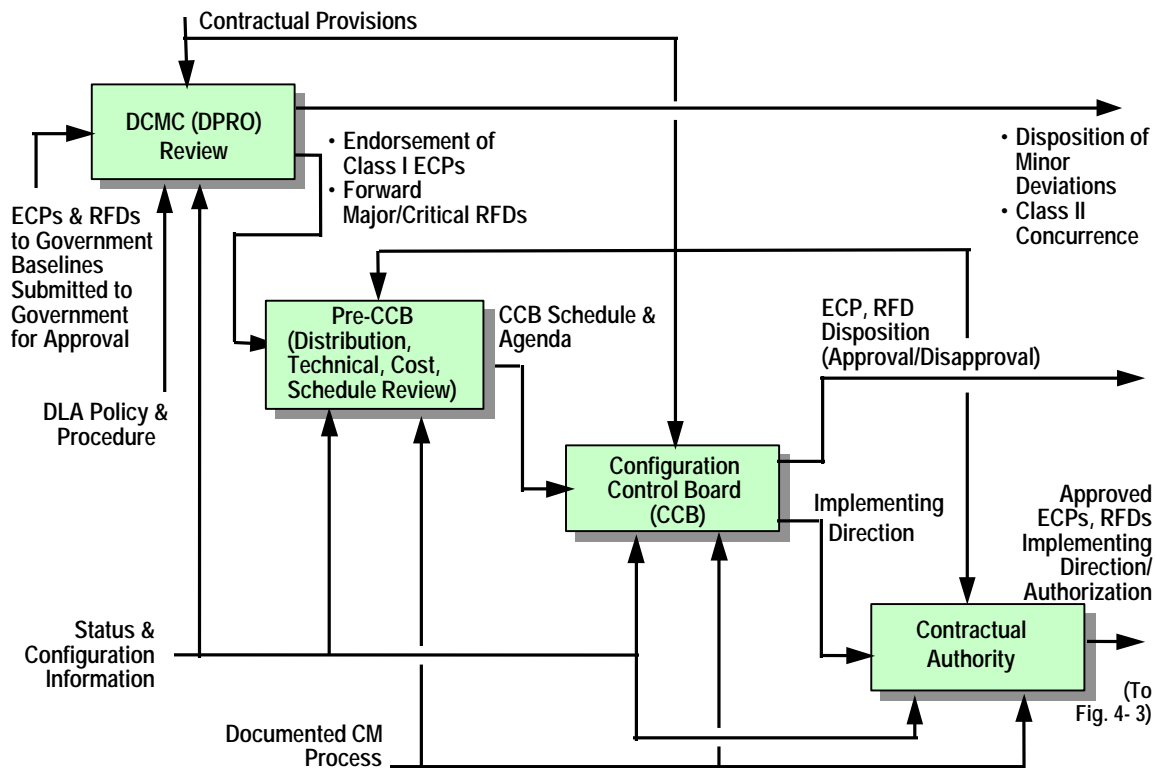 Contractual Provisions
DCMC (DPRO)
Review
• Endorsement of
Class I ECPs
• Forward
Major/Critical RFDs
• Disposition of
Minor
Deviations
• Class II
Concurrence
ECPs & RFDs
to Government
Baselines
Submitted to
Government
for Approval
DLA Policy &
Procedure
Pre-CCB
(Distribution,
Technical, Cost,
Schedule Review)
CCB Schedule &
Agenda
ECP, RFD
Disposition
(Approval/Disapproval)
Configuration
Control Board
(CCB)
Implementing
Direction
Approved
ECPs, RFDs
Implementing
Direction/
Authorization
Contractual
Authority
(To
Fig. 4- 3)
Status &
Configuration
Information
Documented CM
Process